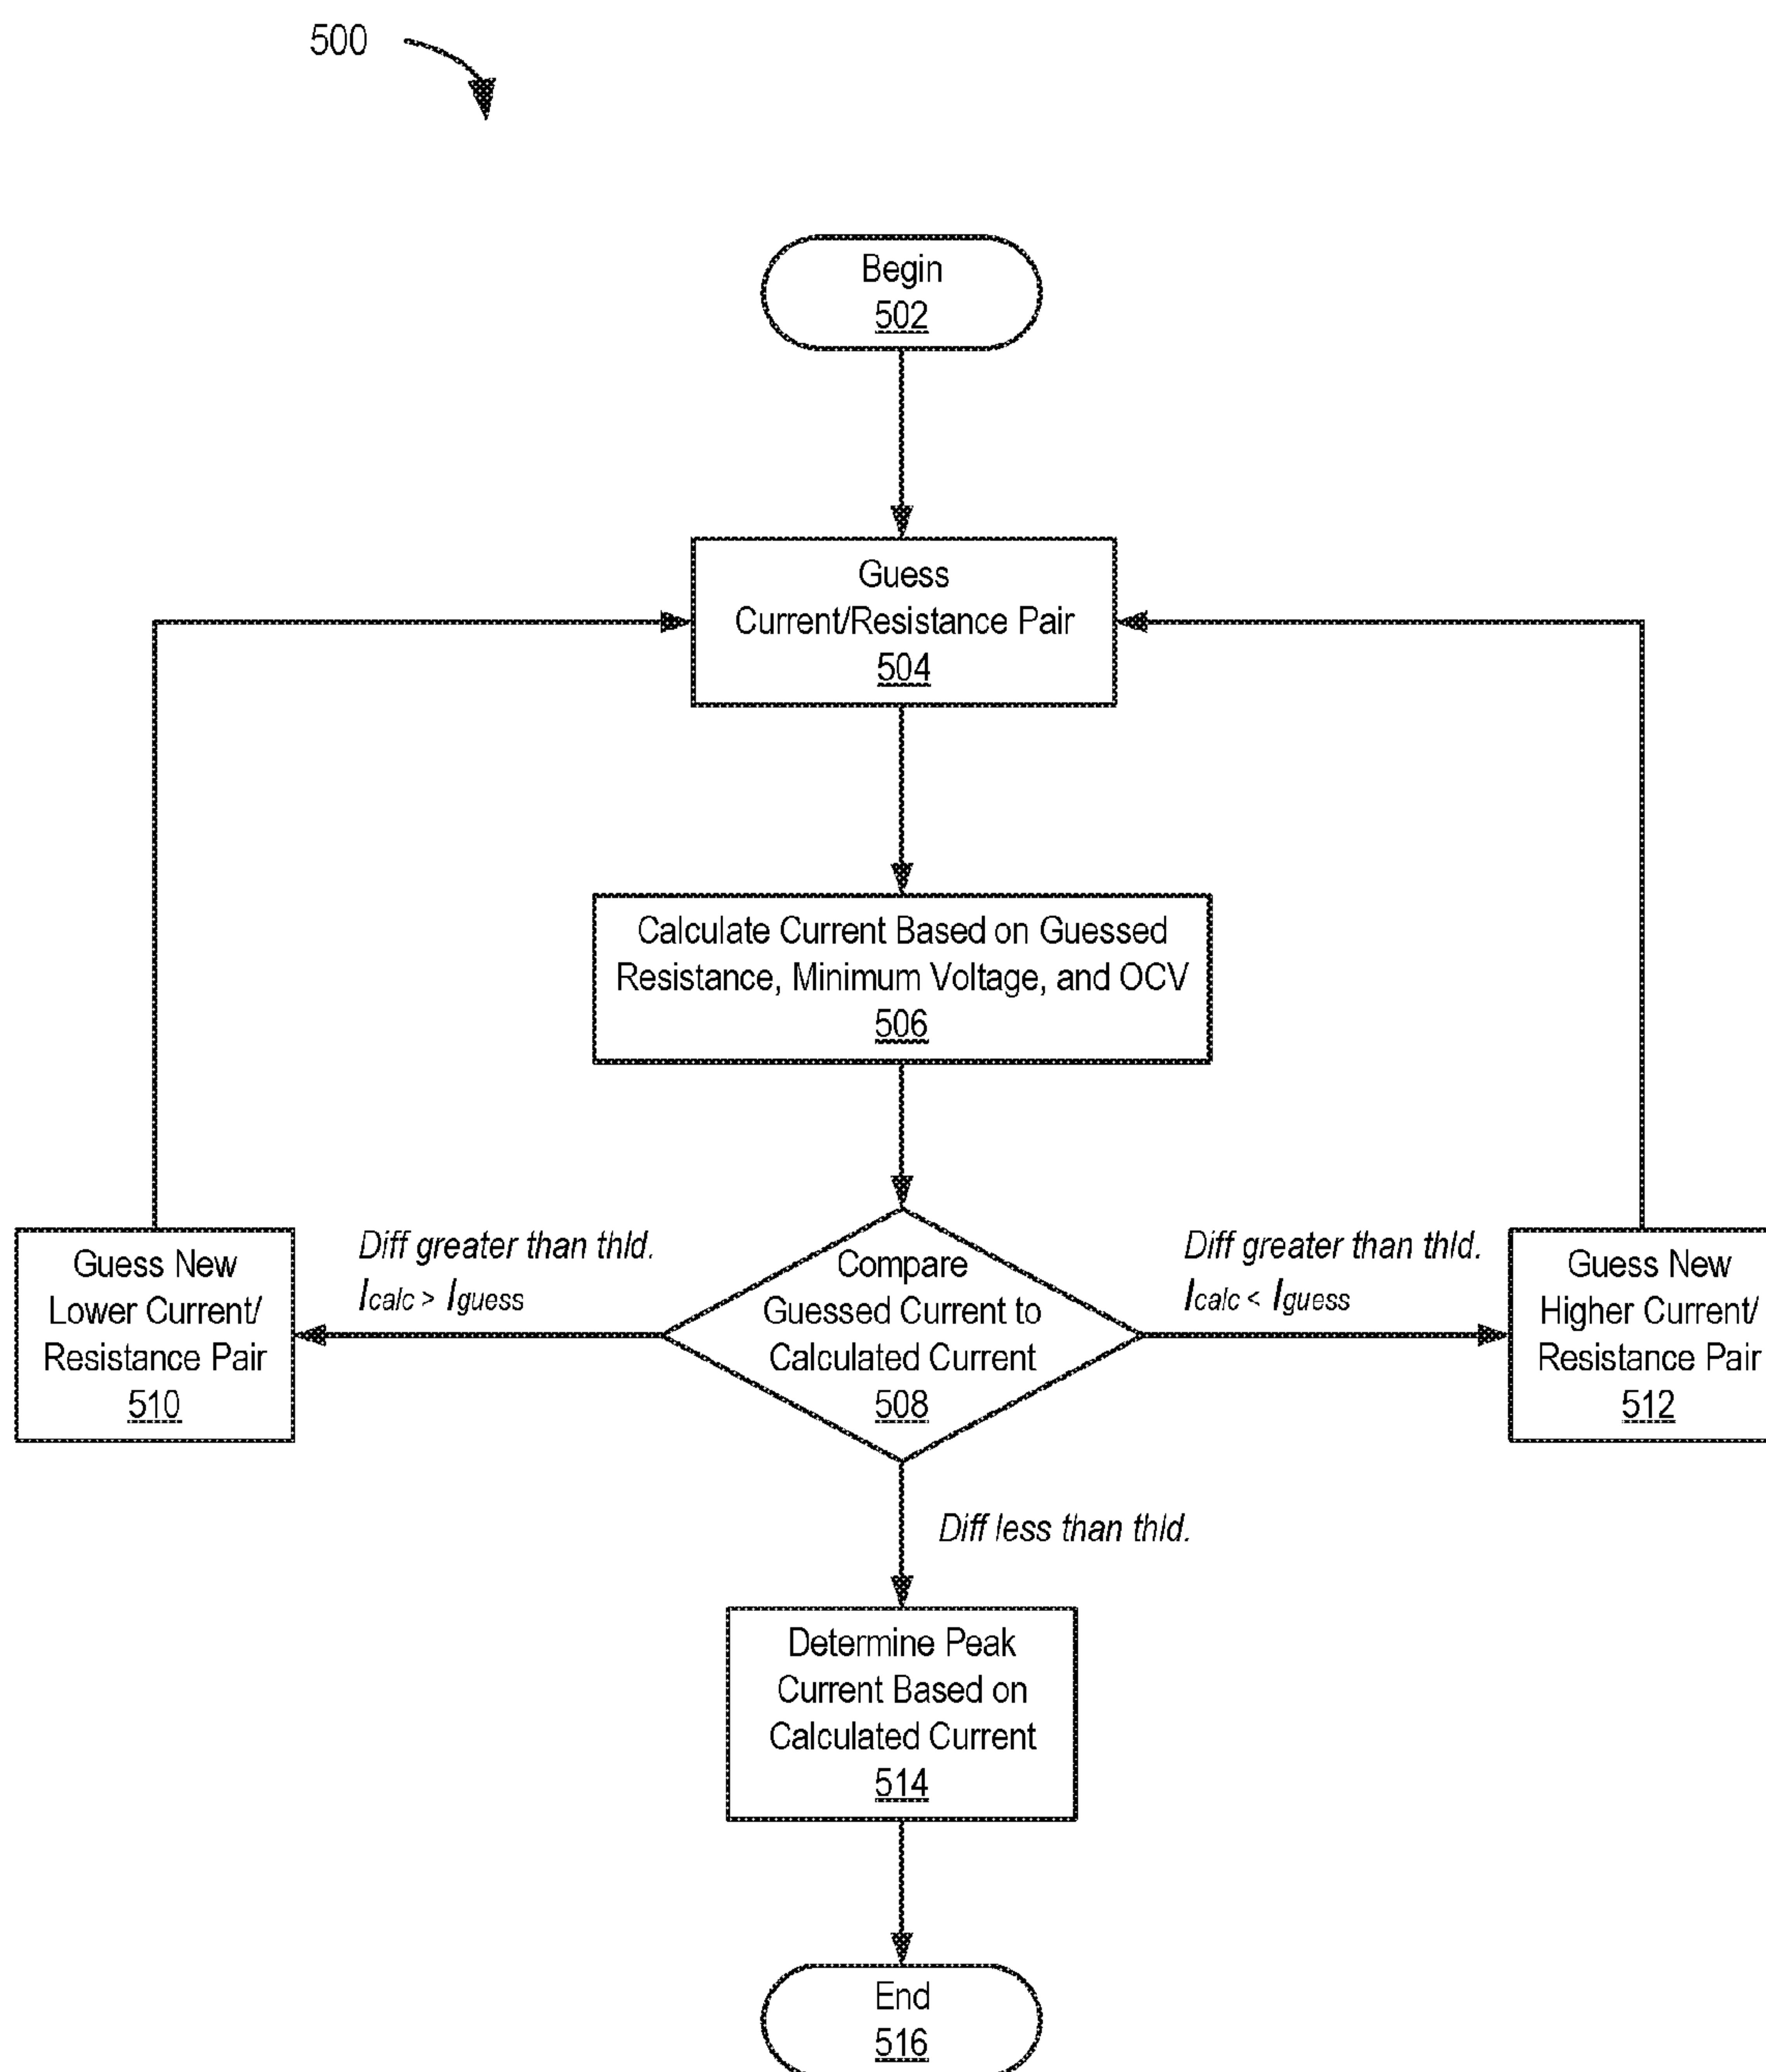 500
Begin
502
Guess
Current/Resistance Pair
504
Calculate Current Based on Guessed
Resistance, Minimum Voltage, and OCV
506
Guess New
Lower Current/
Resistance Pair
510
Diff greater than thld.
Icalc > Iguess
Compare
Guessed Current to
Calculated Current
508
Diff greater than thld.
Icalc < Iguess
Guess New
Higher Current/
Resistance Pair
512
Diff less than thld.
Determine Peak
Current Based on
Calculated Current
514
End
516